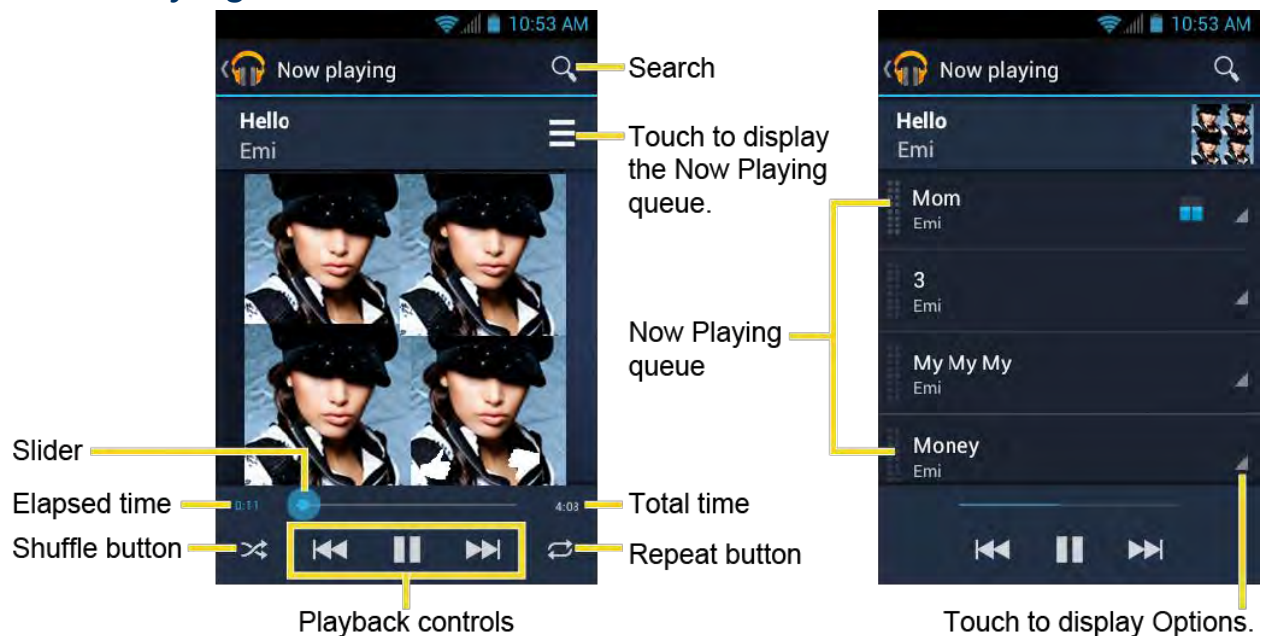 10:53 AM
Now playing
Search
Hello
Emi
Touch to display
the Now Playing
queue.
Slider
Elapsed time
0:11
4:03
Total time
Shuffle button
Repeat button
Playback controls
10:53 AM
Now playing
Hello
Emi
Mom
Emi
3
Emi
Now Playing
queue
My My My
Emi
Money
Emi
Touch to display Options.